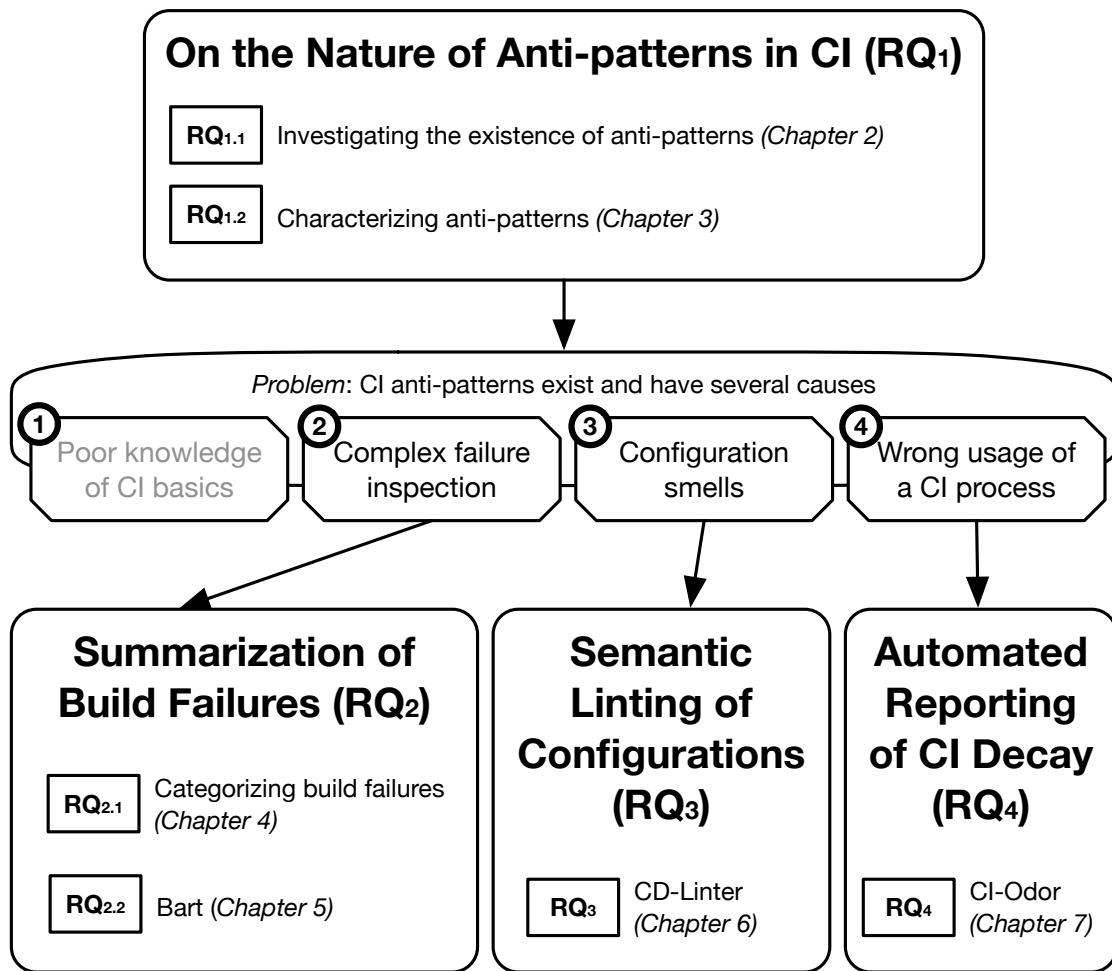 On the Nature of Anti-patterns in CI (RQ1)
RQ1.1 Investigating the existence of anti-patterns (Chapter 2)
RQ1.2 Characterizing anti-patterns (Chapter 3)
Problem: CI anti-patterns exist and have several causes
1
Poor knowledge
of CI basics
2
Complex failure
inspection
3
Configuration
smells
4
Wrong usage of
a CI process
Summarization of
Build Failures (RQ2)
RQ2.1 Categorizing build failures
(Chapter 4)
RQ2.2 Bart (Chapter 5)
Semantic
Linting of
Configurations
(RQ3)
RQ3 CD-Linter
(Chapter 6)
Automated
Reporting
of CI Decay
(RQ4)
RQ4 CI-Odor
(Chapter 7)